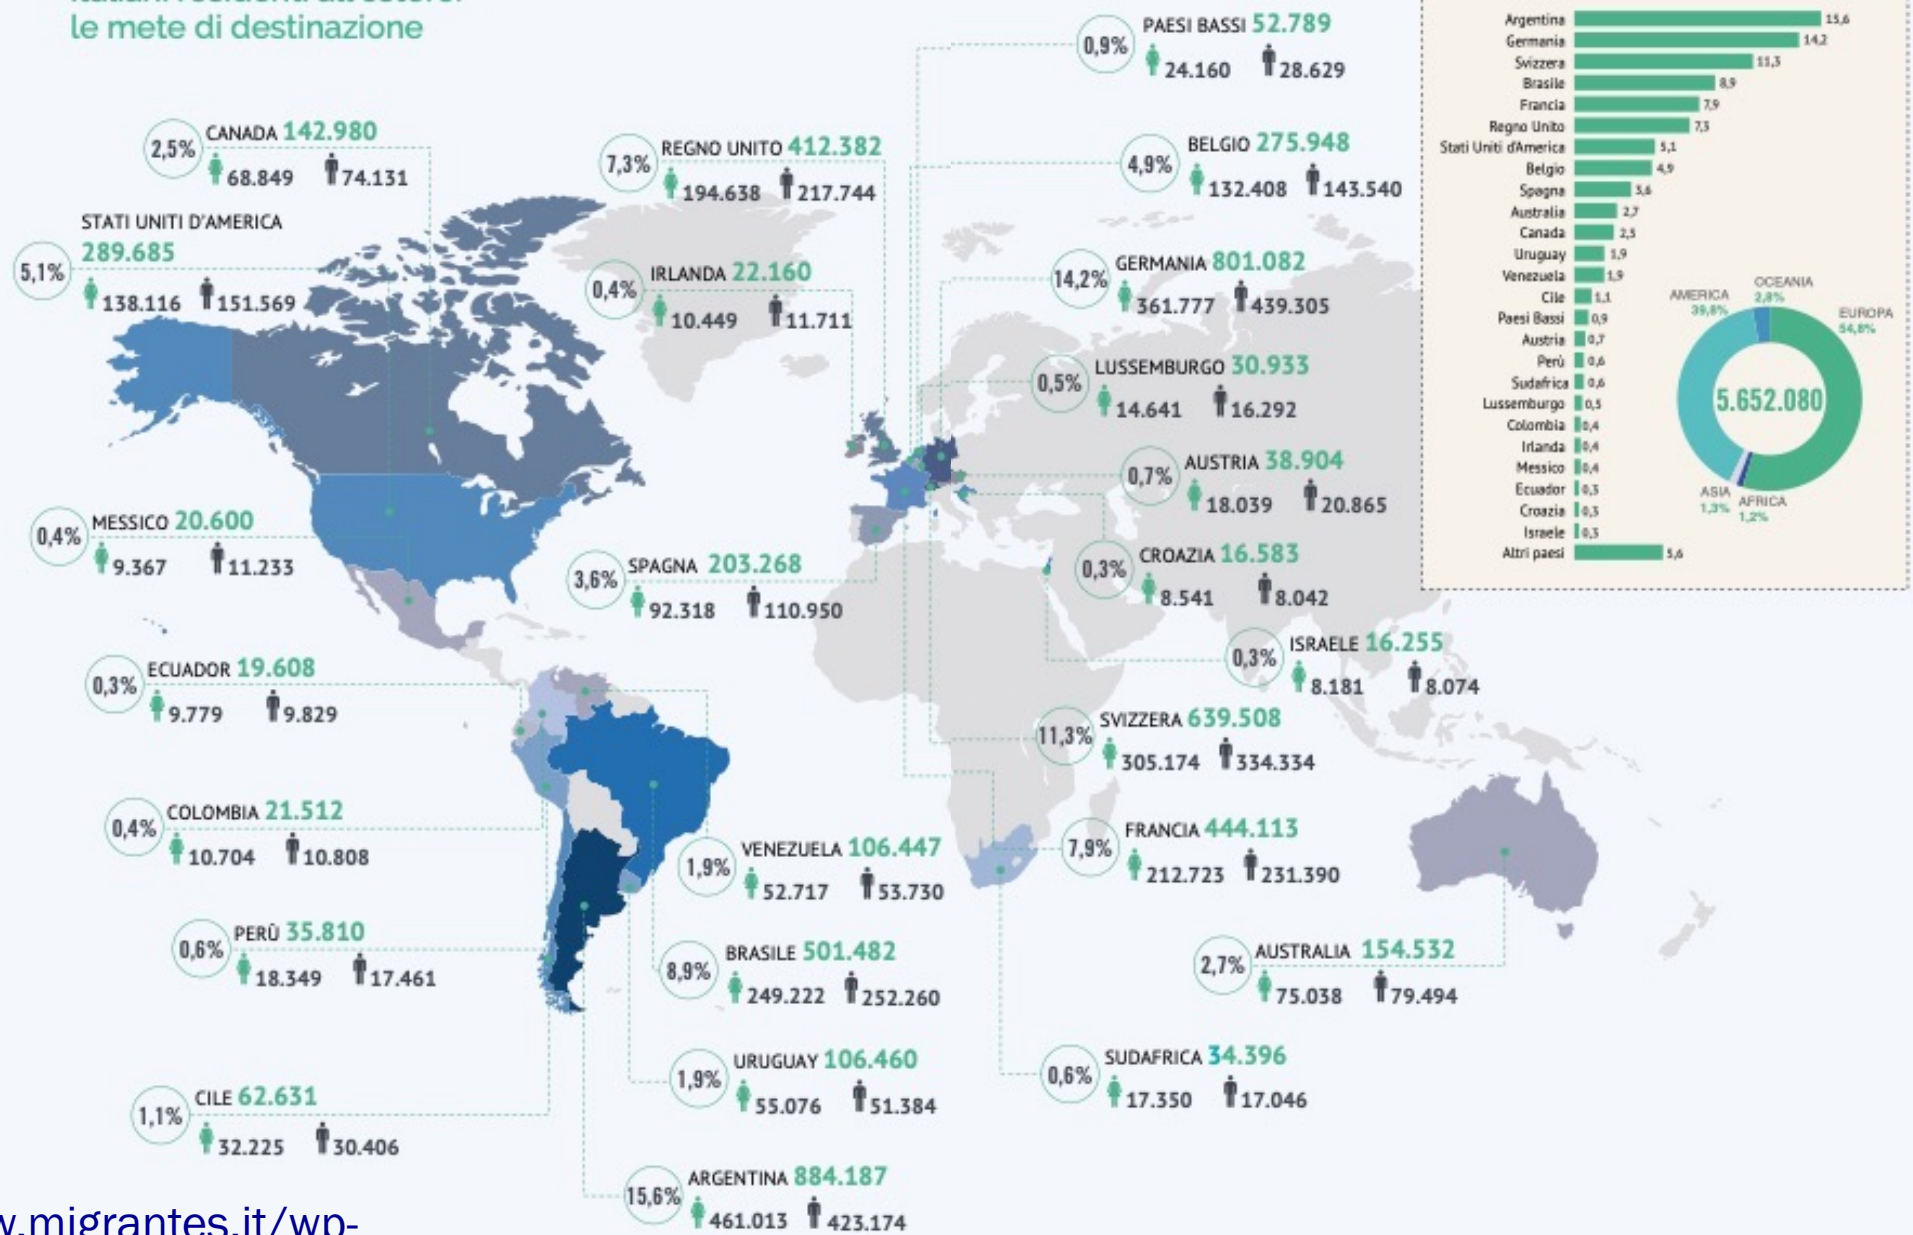 le mete di destinazione
CANADA 142.980
2,5%
68.849 74.131
STATI UNITI D'AMERICA
289.685
5,1%
138.116 151.569
MESSICO 20.600
0,4%
9.367 11.233
ECUADOR 19.608
0,3%
9.779 9.829
COLOMBIA 21.512
0,4%
10.704 10.808
PERÙ 35.810
0,6%
18.349 17.461
CILE 62.631
1,1%
32.225 30.406
REGNO UNITO 412.382
7,3%
194.638 217.744
IRLANDA 22.160
0,4%
10.449 11.711
SPAGNA 203.268
3,6%
92.318 110.950
VENEZUELA 106.447
1,9%
52.717 53.730
BRASILE 501.482
8,9%
249.222 252.260
URUGUAY 106.460
1,9%
55.076 51.384
ARGENTINA 884.187
15,6%
461.013 423.174
PAESI BASSI 52.789
0,9%
24.160 28.629
BELGIO 275.948
4,9%
132.408 143.540
GERMANIA 801.082
14,2%
361.777 439.305
LUSSEMBURGO 30.933
0,5%
14.641 16.292
AUSTRIA 38.904
0,7%
18.039 20.865
CROAZIA 16.583
0,3%
8.541 8.042
ISRAELE 16.255
0,3%
8.181 8.074
SVIZZERA 639.508
11,3%
305.174 334.334
FRANCIA 444.113
7,9%
212.723 231.390
AUSTRALIA 154.532
2,7%
75.038 79.494
SUDAFRICA 34.396
0,6%
17.350 17.046
Argentina 15,6
Germania 14,2
Svizzera 11,3
Brasile 8,9
Francia 7,9
Regno Unito 7,3
Stati Uniti d'America 5,1
Belgio 4,9
Spagna 3,6
Australia 2,7
Canada 2,5
Uruguay 1,9
Venezuela 1,9
Cile 1,1
Paesi Bassi 0,9
Austria 0,7
Perù 0,6
Sudafrica 0,6
Lussemburgo 0,5
Colombia 0,4
Irlanda 0,4
Messico 0,4
Ecuador 0,3
Croazia 0,3
Israele 0,3
Altri paesi 5,6
OCEANIA
2,8%
AMERICA
39,8%
EUROPA
54,8%
5.652.080
ASIA
1,3%
AFRICA
1,2%
w.migrantes.it/wp-